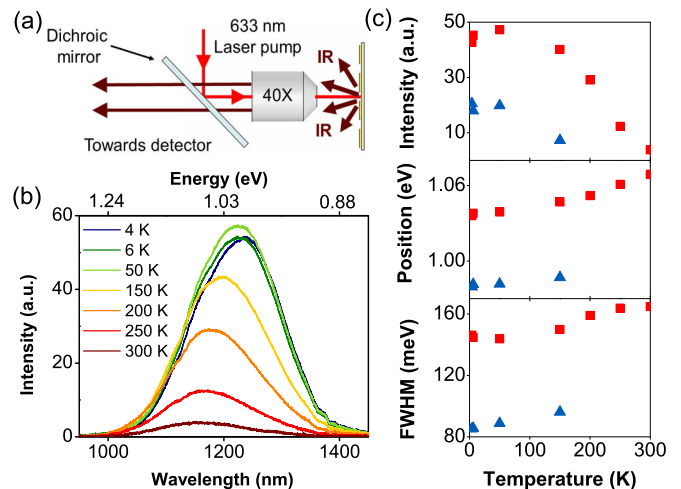 (a)
Dichroic
mirror
633 nm
Laser pump
IR
40X
IR
Towards detector
(b)
Energy (eV)
1.24
1.03
0.88
60
40
20
0
Intensity (a.u.)
4 K
6 K
50 K
150 K
200 K
250 K
300 K
1000
1200
1400
Wavelength (nm)
(c)
50
40
30
20
10
Intensity (a.u.)
1.06
1.00
Position (eV)
160
120
80
FWHM (meV)
0
100
200
300
Temperature (K)